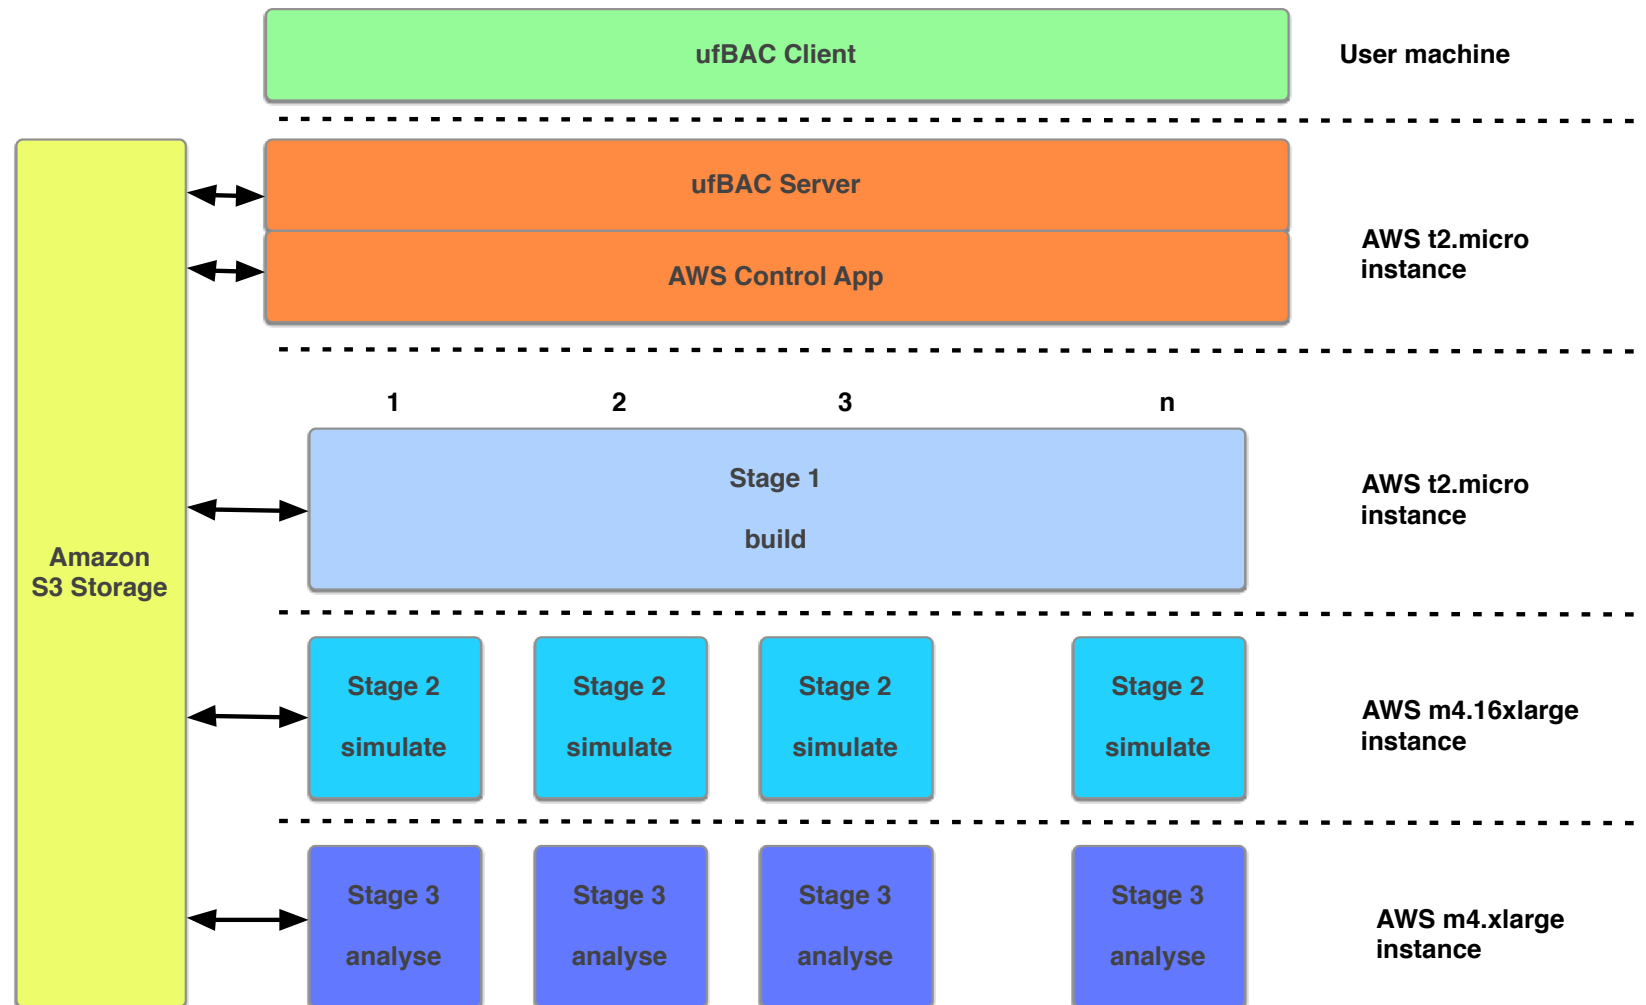 ufBAC Client
User machine
ufBAC Server
AWS Control App
AWS t2.micro
instance
1 2 3 n
Stage 1
build
AWS t2.micro
instance
Amazon
S3 Storage
Stage 2 Stage 2 Stage 2 Stage 2
simulate simulate simulate simulate
AWS m4.16xlarge
instance
Stage 3 Stage 3 Stage 3 Stage 3
analyse analyse analyse analyse
AWS m4.xlarge
instance